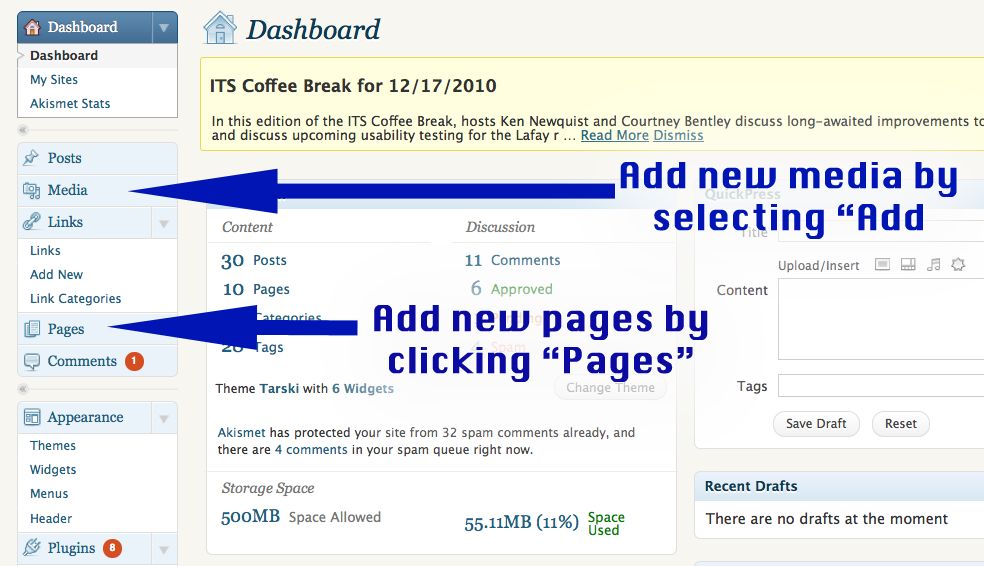 Dashboard
Dashboard
My Sites
Akismet Stats
Posts
Media
Links
Links
Add New
Link Categories
Pages
Comments 1
Appearance
Themes
Widgets
Menus
Header
Plugins 8
Dashboard
ITS Coffee Break for 12/17/2010
In this edition of the ITS Coffee Break, hosts Ken Newquist and Courtney Bentley discuss long-awaited improvements to
and discuss upcoming usability testing for the Lafay r ... Read More Dismiss
Add new media by
selecting “Add
Content
30 Posts
10 Pages
Categories
Tags
Discussion
11 Comments
6 Approved
Spam
Add new pages by
clicking “Pages”
Theme Tarski with 6 Widgets
Change Theme
Akismet has protected your site from 32 spam comments already, and
there are 4 comments in your spam queue right now.
Storage Space
500MB Space Allowed
55.11MB (11%) Space
Used
QuickPress
Title
Upload/Insert
Content
Tags
Save Draft Reset
Recent Drafts
There are no drafts at the moment